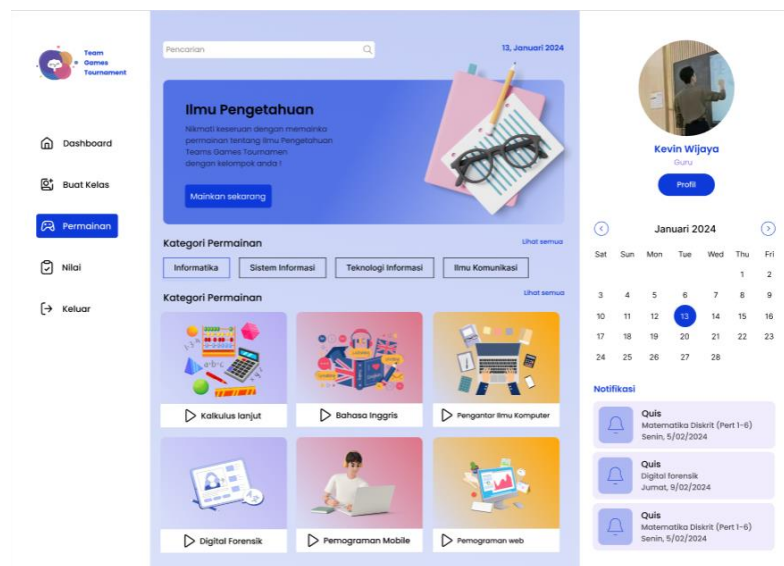 Team
Games
Tournament
Dashboard
Buat Kelas
Permainan
Nilai
Keluar
Pencarian
13, Januari 2024
Ilmu Pengetahuan
Nikmati keseruan dengan memainka
permainan tentang Ilmu Pengetahuan
Teams Games Tournamen
dengan kelompok anda !
Mainkan sekarang
Kategori Permainan
Lihat semua
Informatika
Sistem Informasi
Teknologi Informasi
Ilmu Komunikasi
Kategori Permainan
Lihat semua
Kalkulus lanjut
Bahasa Inggris
Pengantar Ilmu Komputer
Digital Forensik
Pemograman Mobile
Pemograman web
Kevin Wijaya
Guru
Profil
Januari 2024
Sat Sun Mon Tue Wed Thu Fri
1 2
3 4 5 6 7 8 9
10 11 12 13 14 15 16
17 18 19 20 21 22 23
24 25 26 27 28
Notifikasi
Quis
Matematika Diskrit (Pert 1-6)
Senin, 5/02/2024
Quis
Digital forensik
Jumat, 9/02/2024
Quis
Matematika Diskrit (Pert 1-6)
Senin, 5/02/2024